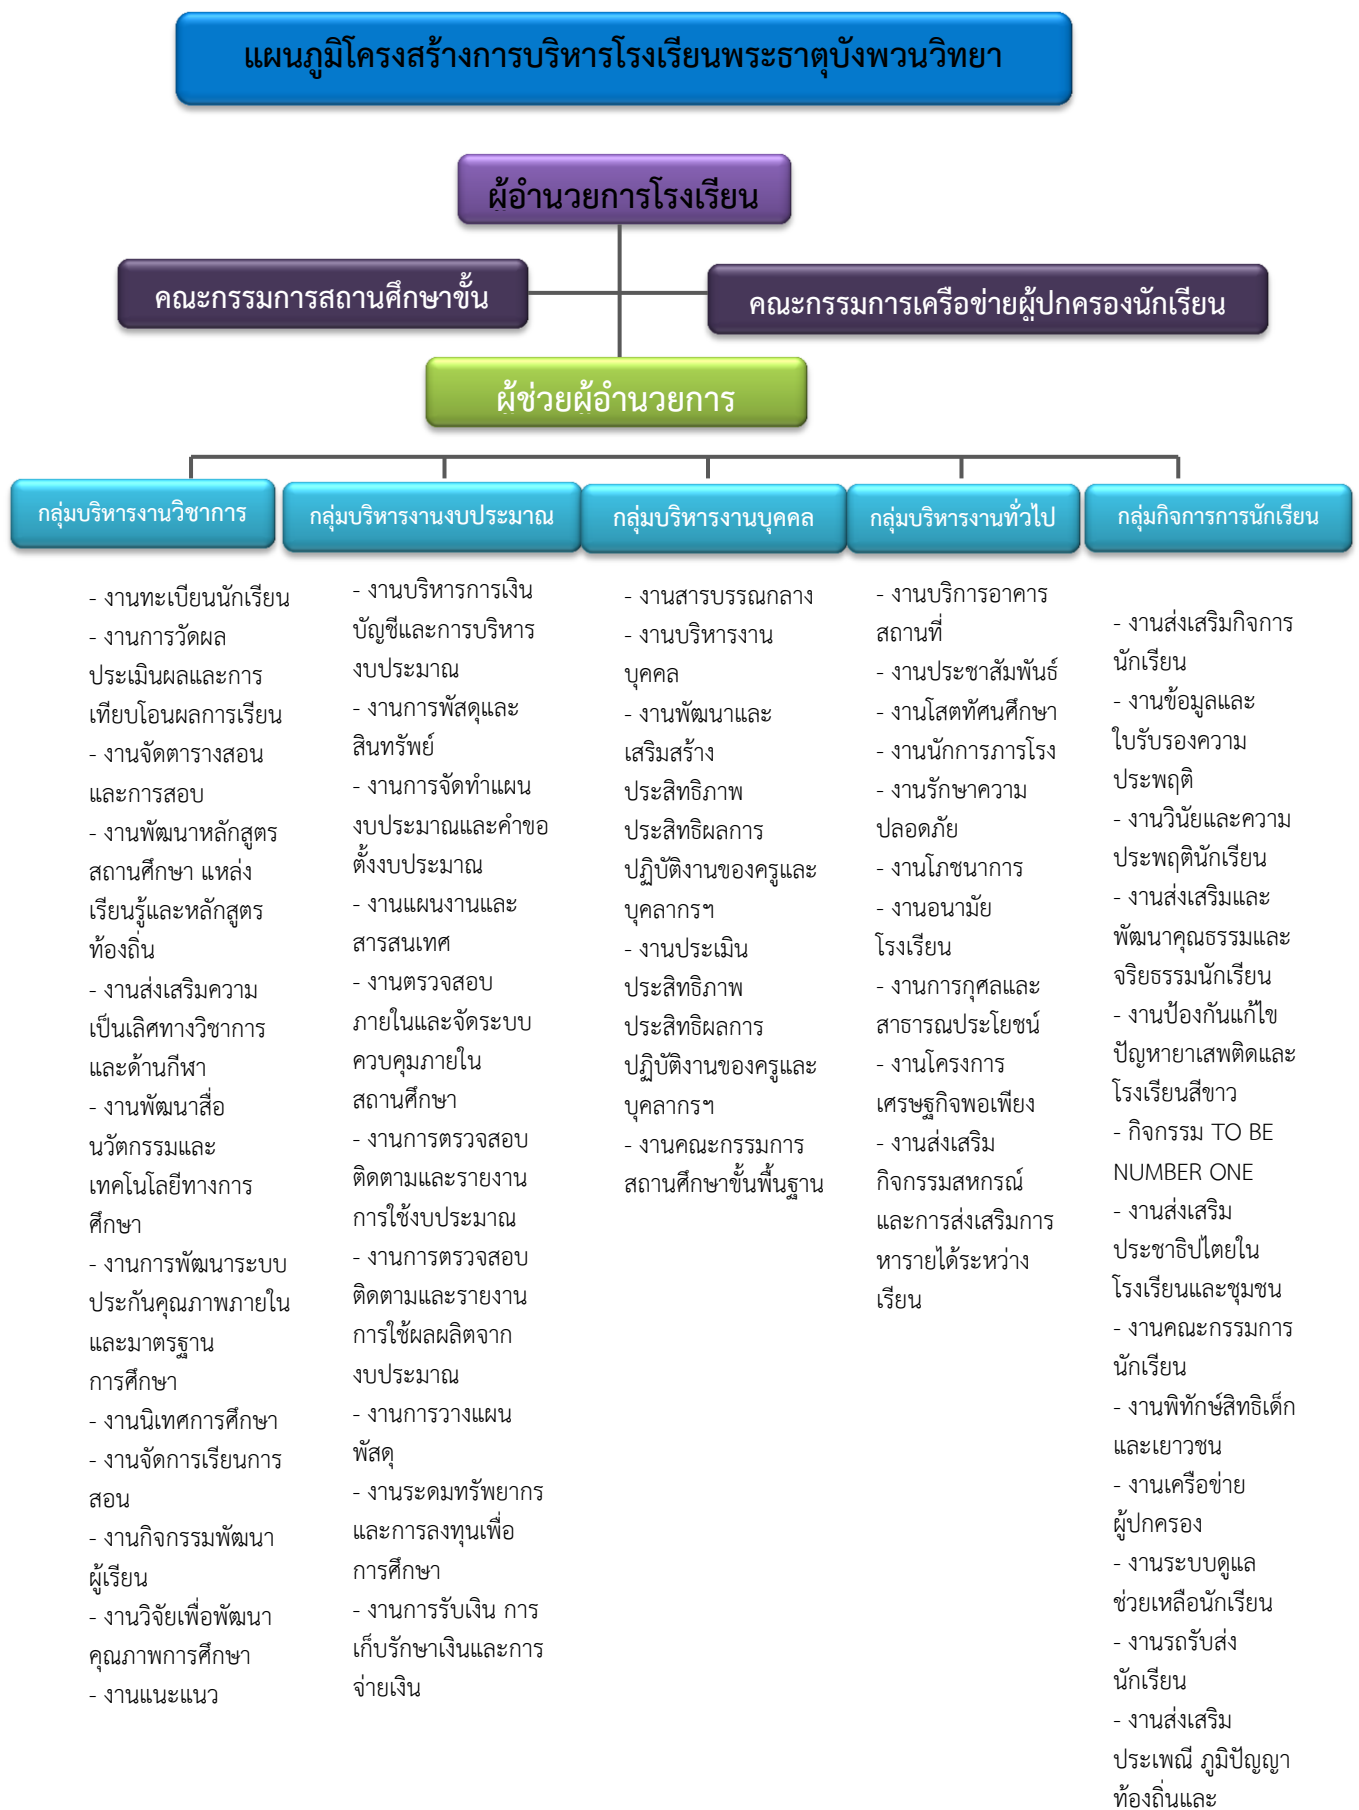 แผนภูมิโครงสร้างการบริหารโรงเรียนพระธาตุบังพวนวิทยา
ผู้อำนวยการโรงเรียน
คณะกรรมการสถานศึกษาขั้น
คณะกรรมการเครือข่ายผู้ปกครองนักเรียน
ผู้ช่วยผู้อำนวยการ
กลุ่มบริหารงานวิชาการ
กลุ่มบริหารงานงบประมาณ
กลุ่มบริหารงานบุคคล
กลุ่มบริหารงานทั่วไป
กลุ่มกิจการการนักเรียน
- งานทะเบียนนักเรียน
- งานการวัดผล
ประเมินผลและการ
เทียบโอนผลการเรียน
- งานจัดตารางสอน
และการสอบ
- งานพัฒนาหลักสูตร
สถานศึกษา แหล่ง
เรียนรู้และหลักสูตร
ท้องถิ่น
- งานส่งเสริมความ
เป็นเลิศทางวิชาการ
และด้านกีฬา
- งานพัฒนาสื่อ
นวัตกรรมและ
เทคโนโลยีทางการ
ศึกษา
- งานการพัฒนาระบบ
ประกันคุณภาพภายใน
และมาตรฐาน
การศึกษา
- งานนิเทศการศึกษา
- งานจัดการเรียนการ
สอน
- งานกิจกรรมพัฒนา
ผู้เรียน
- งานวิจัยเพื่อพัฒนา
คุณภาพการศึกษา
- งานแนะแนว
- งานบริหารการเงิน
บัญชีและการบริหาร
งบประมาณ
- งานการพัสดุและ
สินทรัพย์
- งานการจัดทำแผน
งบประมาณและคำขอ
ตั้งงบประมาณ
- งานแผนงานและ
สารสนเทศ
- งานตรวจสอบ
ภายในและจัดระบบ
ควบคุมภายใน
สถานศึกษา
- งานการตรวจสอบ
ติดตามและรายงาน
การใช้งบประมาณ
- งานการตรวจสอบ
ติดตามและรายงาน
การใช้ผลผลิตจาก
งบประมาณ
- งานการวางแผน
พัสดุ
- งานระดมทรัพยากร
และการลงทุนเพื่อ
การศึกษา
- งานการรับเงิน การ
เก็บรักษาเงินและการ
จ่ายเงิน
- งานสารบรรณกลาง
- งานบริหารงาน
บุคคล
- งานพัฒนาและ
เสริมสร้าง
ประสิทธิภาพ
ประสิทธิผลการ
ปฏิบัติงานของครูและ
บุคลากรฯ
- งานประเมิน
ประสิทธิภาพ
ประสิทธิผลการ
ปฏิบัติงานของครูและ
บุคลากรฯ
- งานคณะกรรมการ
สถานศึกษาขั้นพื้นฐาน
- งานบริการอาคาร
สถานที่
- งานประชาสัมพันธ์
- งานโสตทัศนศึกษา
- งานนักการภารโรง
- งานรักษาความ
ปลอดภัย
- งานโภชนาการ
- งานอนามัย
โรงเรียน
- งานการกุศลและ
สาธารณประโยชน์
- งานโครงการ
เศรษฐกิจพอเพียง
- งานส่งเสริม
กิจกรรมสหกรณ์
และการส่งเสริมการ
หารายได้ระหว่าง
เรียน
- งานส่งเสริมกิจการ
นักเรียน
- งานข้อมูลและ
ใบรับรองความ
ประพฤติ
- งานวินัยและความ
ประพฤตินักเรียน
- งานส่งเสริมและ
พัฒนาคุณธรรมและ
จริยธรรมนักเรียน
- งานป้องกันแก้ไข
ปัญหายาเสพติดและ
โรงเรียนสีขาว
- กิจกรรม TO BE
NUMBER ONE
- งานส่งเสริม
ประชาธิปไตยใน
โรงเรียนและชุมชน
- งานคณะกรรมการ
นักเรียน
- งานพิทักษ์สิทธิเด็ก
และเยาวชน
- งานเครือข่าย
ผู้ปกครอง
- งานระบบดูแล
ช่วยเหลือนักเรียน
- งานรถรับส่ง
นักเรียน
- งานส่งเสริม
ประเพณี ภูมิปัญญา
ท้องถิ่นและ